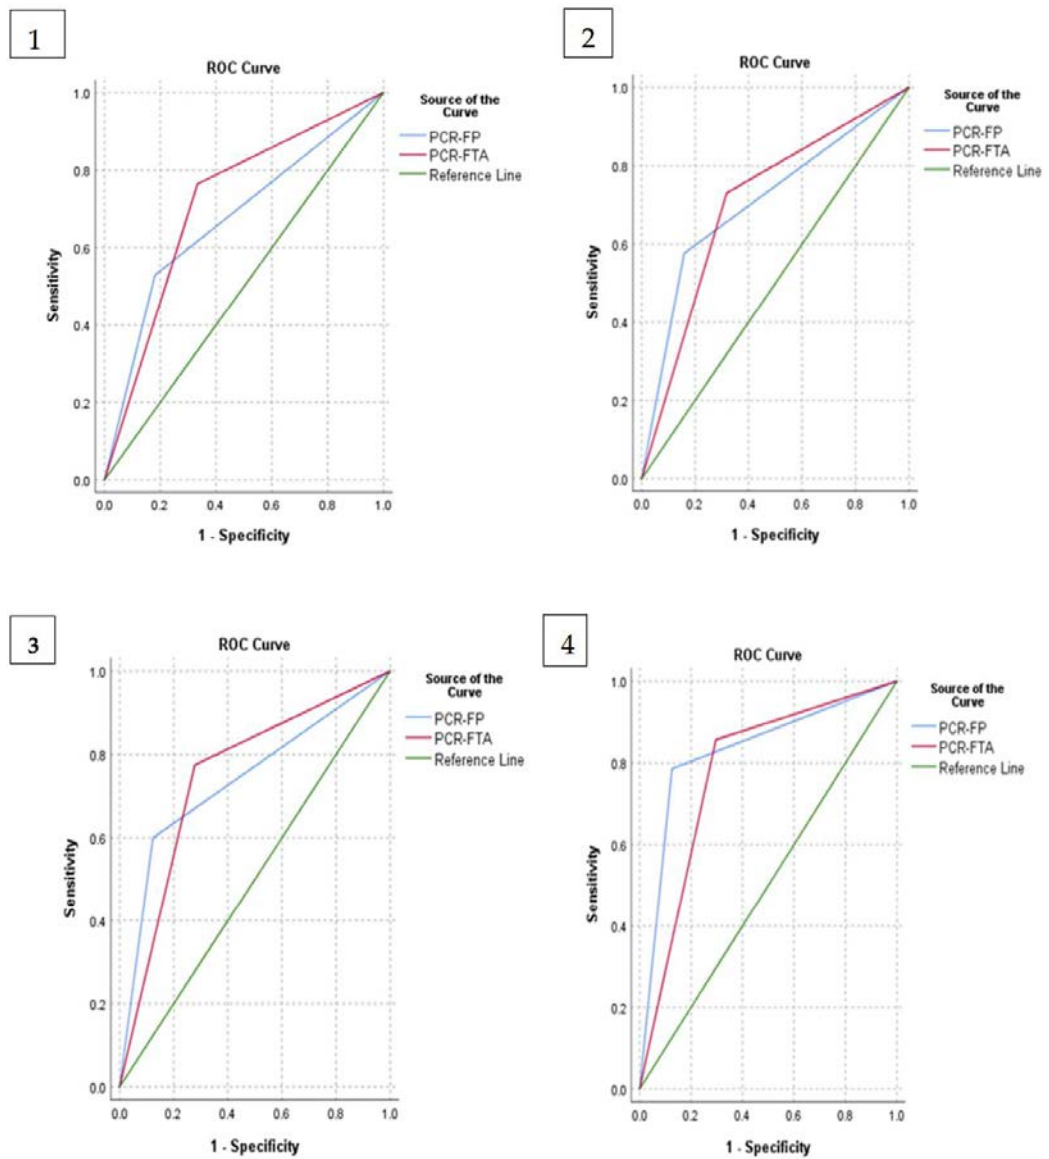 1
ROC Curve
Source of the
Curve
PCR-FP
PCR-FTA
Reference Line
1.0
0.8
0.6
0.4
0.2
0.0
Sensitivity
0.0 0.2 0.4 0.6 0.8 1.0
1 - Specificity
2
ROC Curve
Source of the
Curve
PCR-FP
PCR-FTA
Reference Line
1.0
0.8
0.6
0.4
0.2
0.0
Sensitivity
0.0 0.2 0.4 0.6 0.8 1.0
1 - Specificity
3
ROC Curve
Source of the
Curve
PCR-FP
PCR-FTA
Reference Line
1.0
0.8
0.6
0.4
0.2
0.0
Sensitivity
0.0 0.2 0.4 0.6 0.8 1.0
1 - Specificity
4
ROC Curve
Source of the
Curve
PCR-FP
PCR-FTA
Reference Line
1.0
0.8
0.6
0.4
0.2
0.0
Sensitivity
0.0 0.2 0.4 0.6 0.8 1.0
1 - Specificity